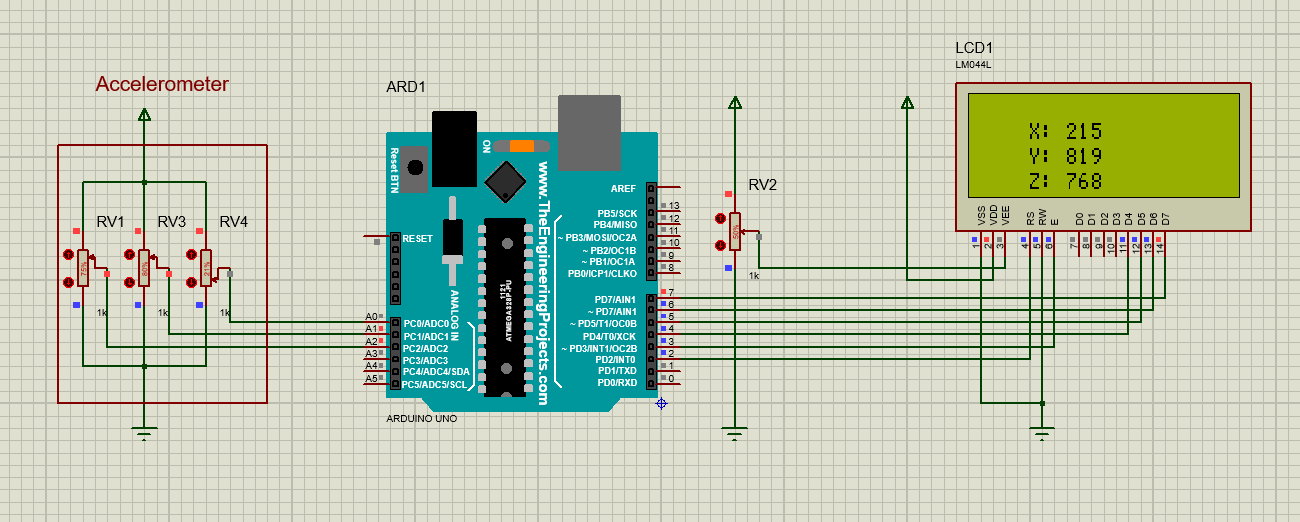 Accelerometer
RV1
RV3
RV4
75%
80%
21%
1k
1k
1k
ARD1
ON
Reset BTN
www.TheEngineeringProjects.com
RESET
AREF
PB5/SCK
13
PB4/MISO
12
~ PB3/MOSI/OC2A
11
~ PB2/OC1B
10
~ PB1/OC1A
9
PB0/ICP1/CLKO
8
1121
ATMEGA328P-PU
ANALOG IN
A0
PC0/ADC0
A1
PC1/ADC1
A2
PC2/ADC2
A3
PC3/ADC3
A4
PC4/ADC4/SDA
A5
PC5/ADC5/SCL
PD7/AIN1
7
~ PD7/AIN1
6
~ PD5/T1/OC0B
5
PD4/T0/XCK
4
~ PD3/INT1/OC2B
3
PD2/INT0
2
PD1/TXD
1
PD0/RXD
0
ARDUINO UNO
RV2
50%
1k
LCD1
LM044L
X: 215
Y: 819
Z: 768
VSS
VDD
VEE
RS
RW
E
D0
D1
D2
D3
D4
D5
D6
D7
1
2
3
4
5
6
7
8
9
10
11
12
13
14